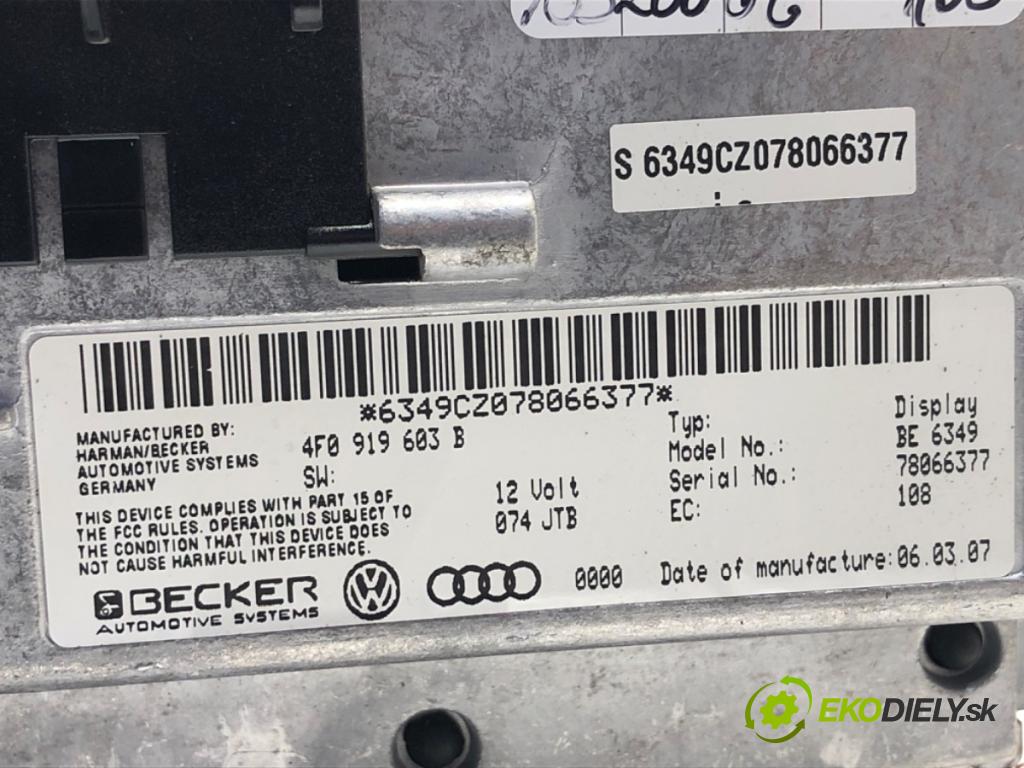 S 6349CZ078066377
*6349CZ078066377*
MANUFACTURED BY:
HARMAN/BECKER
AUTOMOTIVE SYSTEMS
GERMANY
4F0 919 603 B
SW:
12 Volt
074 JTB
Typ: Display
Model No.: BE 6349
Serial No.: 78066377
EC: 108
THIS DEVICE COMPLIES WITH PART 15 OF
THE FCC RULES. OPERATION IS SUBJECT TO
THE CONDITION THAT THIS DEVICE DOES
NOT CAUSE HARMFUL INTERFERENCE.
BECKER
AUTOMOTIVE SYSTEMS
VW
0000
Date of manufacture: 06.03.07
EKODIELY.sk